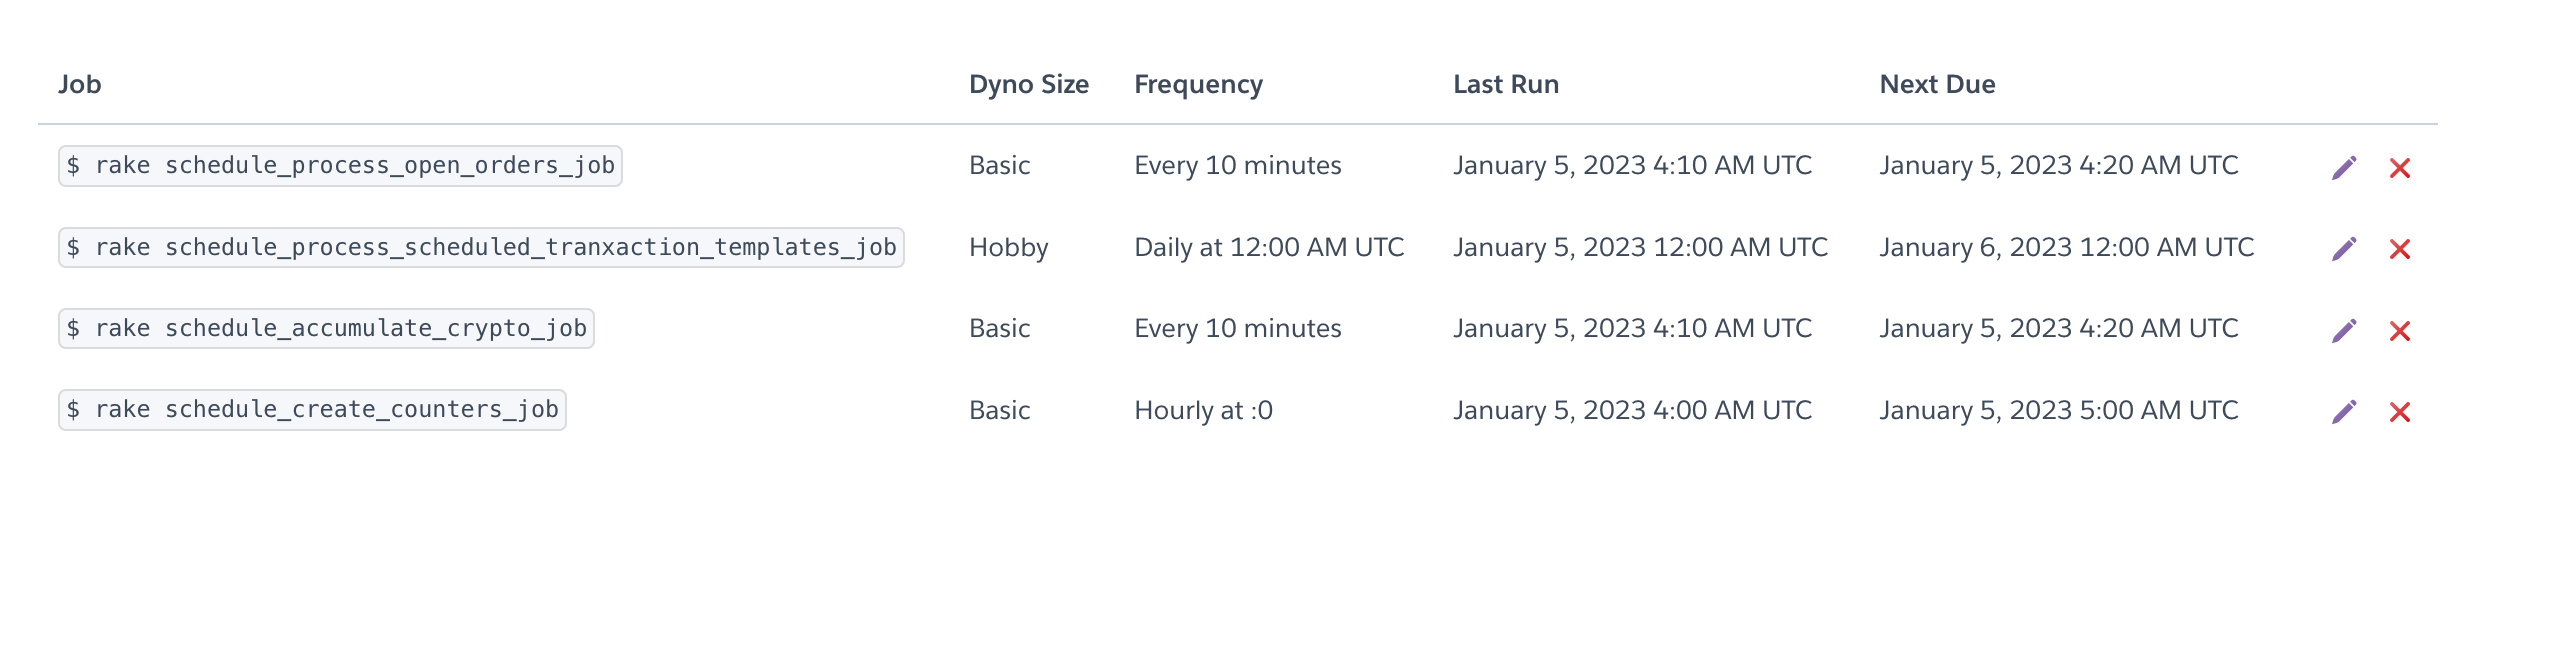 Job Dyno Size Frequency Last Run Next Due
$ rake schedule_process_open_orders_job Basic Every 10 minutes January 5, 2023 4:10 AM UTC January 5, 2023 4:20 AM UTC
$ rake schedule_process_scheduled_tranxaction_templates_job Hobby Daily at 12:00 AM UTC January 5, 2023 12:00 AM UTC January 6, 2023 12:00 AM UTC
$ rake schedule_accumulate_crypto_job Basic Every 10 minutes January 5, 2023 4:10 AM UTC January 5, 2023 4:20 AM UTC
$ rake schedule_create_counters_job Basic Hourly at :0 January 5, 2023 4:00 AM UTC January 5, 2023 5:00 AM UTC